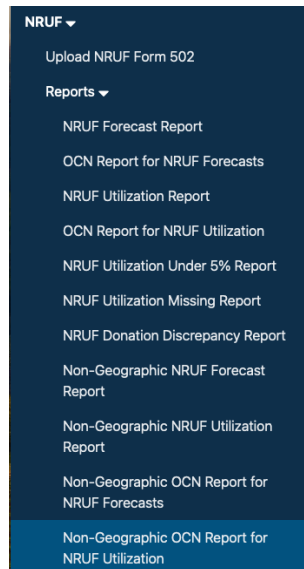 NRUF
Upload NRUF Form 502
Reports
NRUF Forecast Report
OCN Report for NRUF Forecasts
NRUF Utilization Report
OCN Report for NRUF Utilization
NRUF Utilization Under 5% Report
NRUF Utilization Missing Report
NRUF Donation Discrepancy Report
Non-Geographic NRUF Forecast
Report
Non-Geographic NRUF Utilization
Report
Non-Geographic OCN Report for
NRUF Forecasts
Non-Geographic OCN Report for
NRUF Utilization